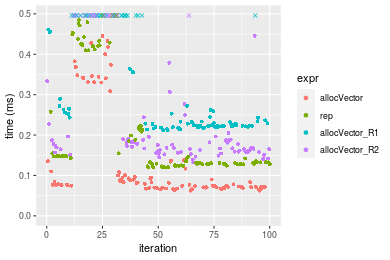 0.5
0.4
0.3
0.2
0.1
0.0
time (ms)
0
25
50
75
100
iteration
expr
allocVector
rep
allocVector_R1
allocVector_R2